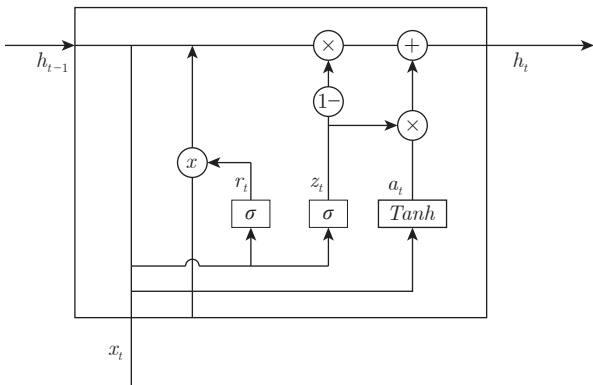 × +
h_{t−1} h_t
1−
×
x
r_t z_t a_t
σ σ Tanh
x_t